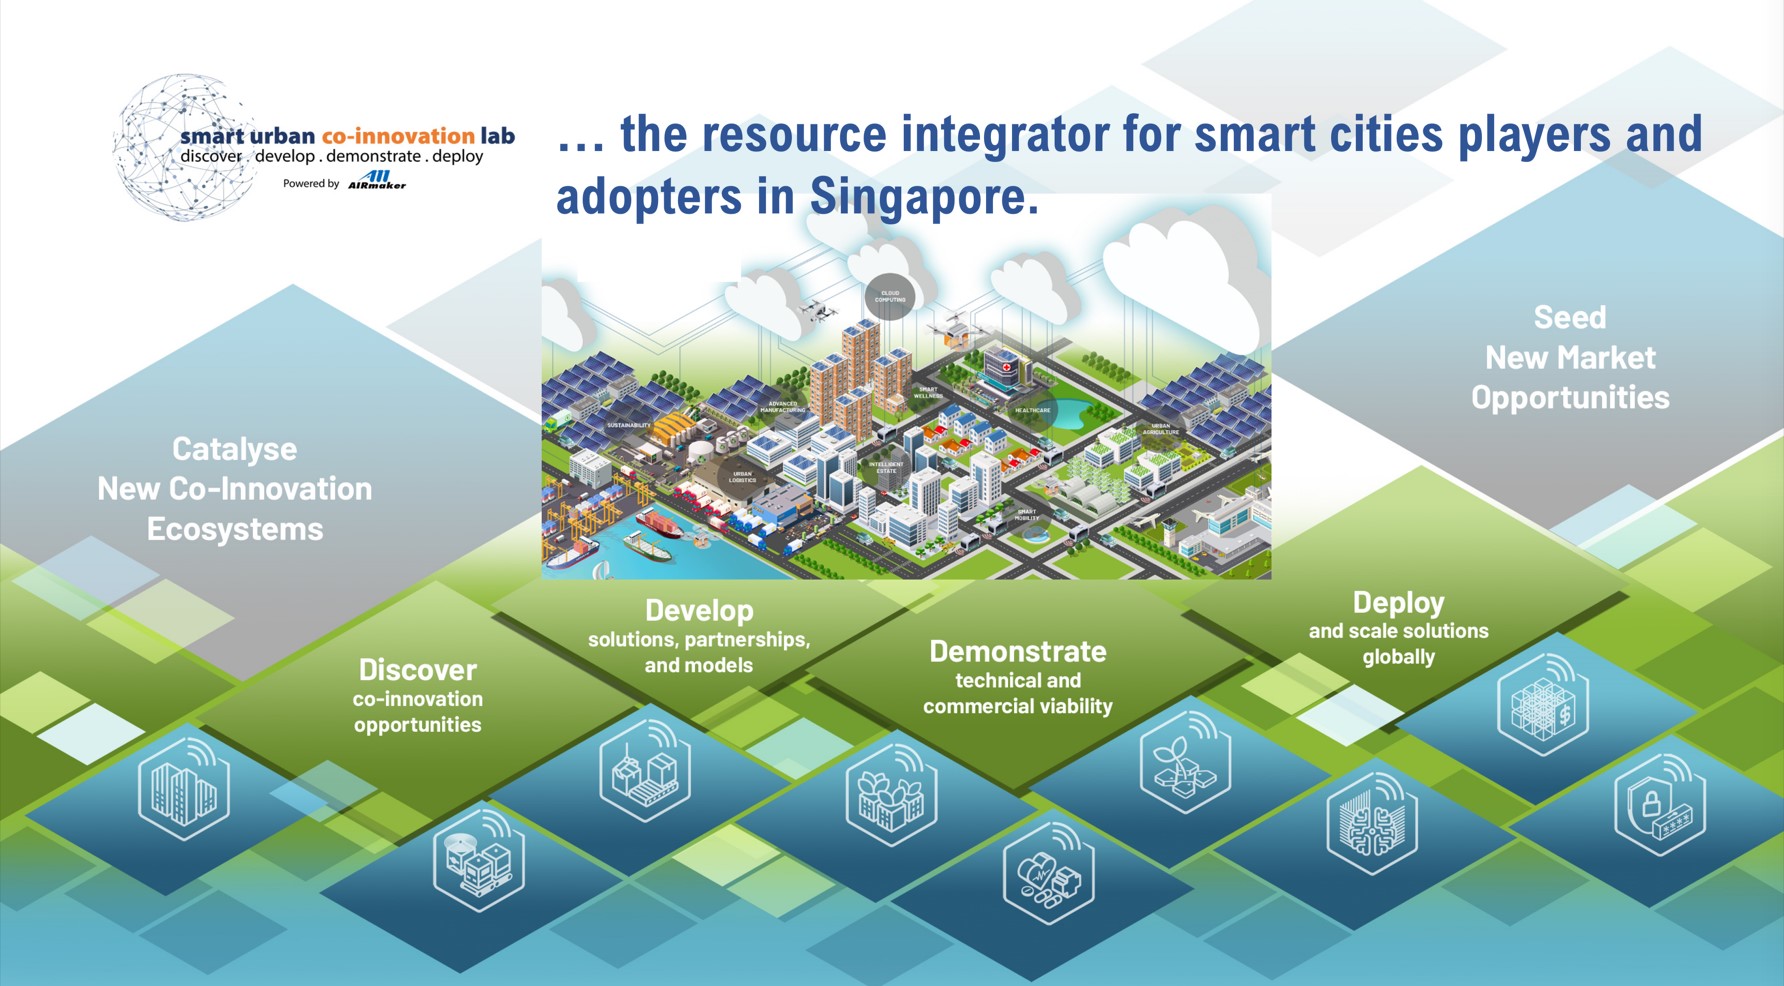 smart urban co-innovation lab
discover . develop . demonstrate . deploy
Powered by AIRmaker
... the resource integrator for smart cities players and
adopters in Singapore.
Catalyse
New Co-Innovation
Ecosystems
Seed
New Market
Opportunities
CLOUD
COMPUTING
SMART
WELLNESS
ADVANCED
MANUFACTURING
HEALTHCARE
SUSTAINABILITY
URBAN
AGRICULTURE
INTELLIGENT
ESTATE
URBAN
LOGISTICS
SMART
MOBILITY
Discover
co-innovation
opportunities
Develop
solutions, partnerships,
and models
Demonstrate
technical and
commercial viability
Deploy
and scale solutions
globally
$
****